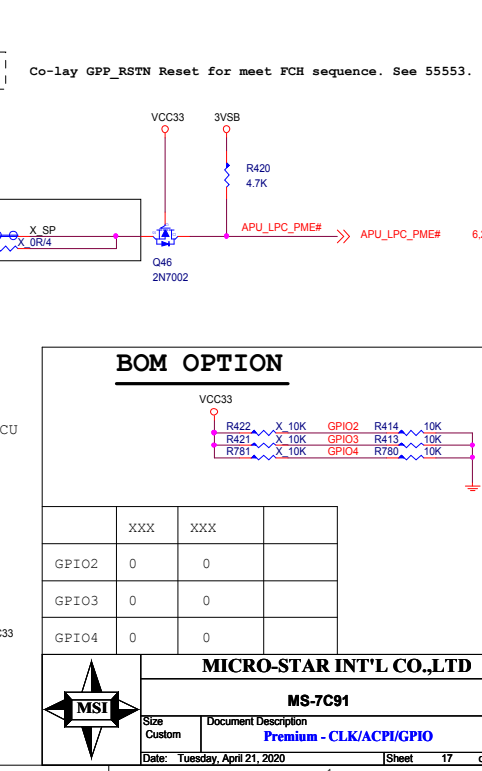 Co-lay GPP_RSTN Reset for meet FCH sequence. See 55553.
VCC33 3VSB
R420
4.7K
X_SP
X_0R/4
APU_LPC_PME# APU_LPC_PME# 6,
Q46
2N7002
BOM OPTION
VCC33
CU
R422 X_10K GPIO2 R414 10K
R421 X_10K GPIO3 R413 10K
R781 X_10K GPIO4 R780 10K
XXX XXX
GPIO2 0 0
GPIO3 0 0
C33
GPIO4 0 0
MICRO-STAR INT'L CO.,LTD
MSI
MS-7C91
Size Document Description
Custom Premium - CLK/ACPI/GPIO
Date: Tuesday, April 21, 2020 Sheet 17